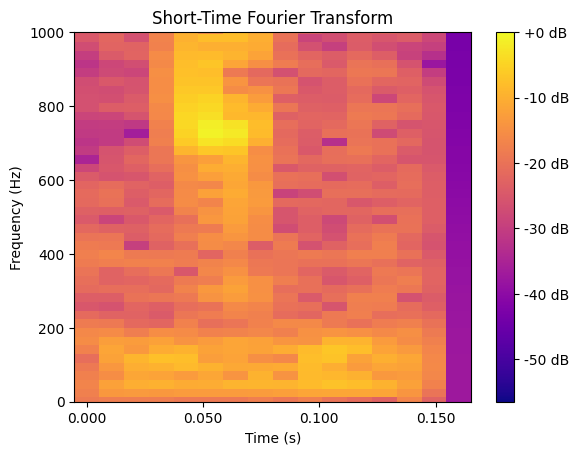 Short-Time Fourier Transform
1000
800
600
400
200
0
Frequency (Hz)
0.000
0.050
0.100
0.150
Time (s)
+0 dB
-10 dB
-20 dB
-30 dB
-40 dB
-50 dB